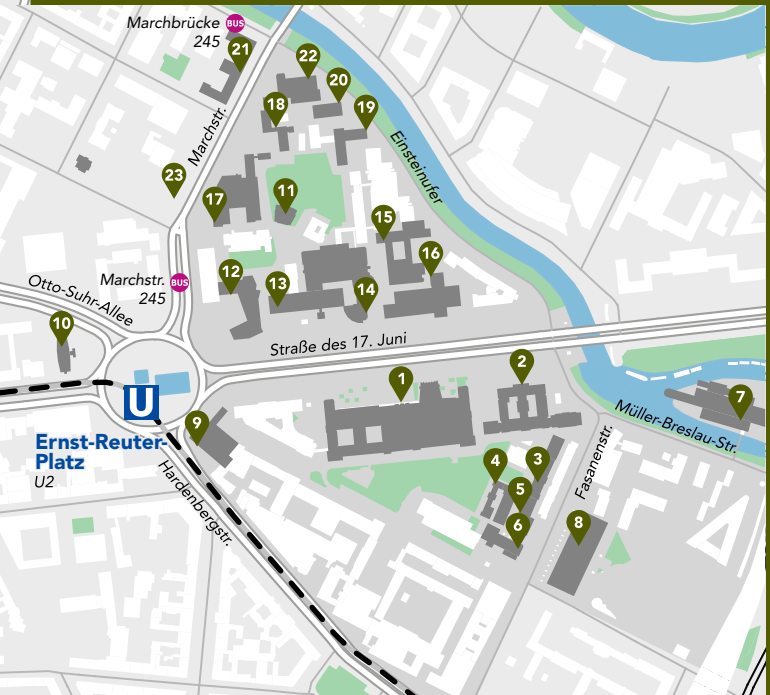 Marchbrücke
BUS
245
21
22
20
18
19
Marchstr.
Einsteinufer
23
11
17
15
16
12
13
14
Marchstr.
BUS
245
Otto-Suhr-Allee
10
Straße des 17. Juni
1
2
7
U
Müller-Breslau-Str.
9
Ernst-Reuter-
Platz
U2
Hardenbergstr.
Fasanenstr.
4
3
5
6
8